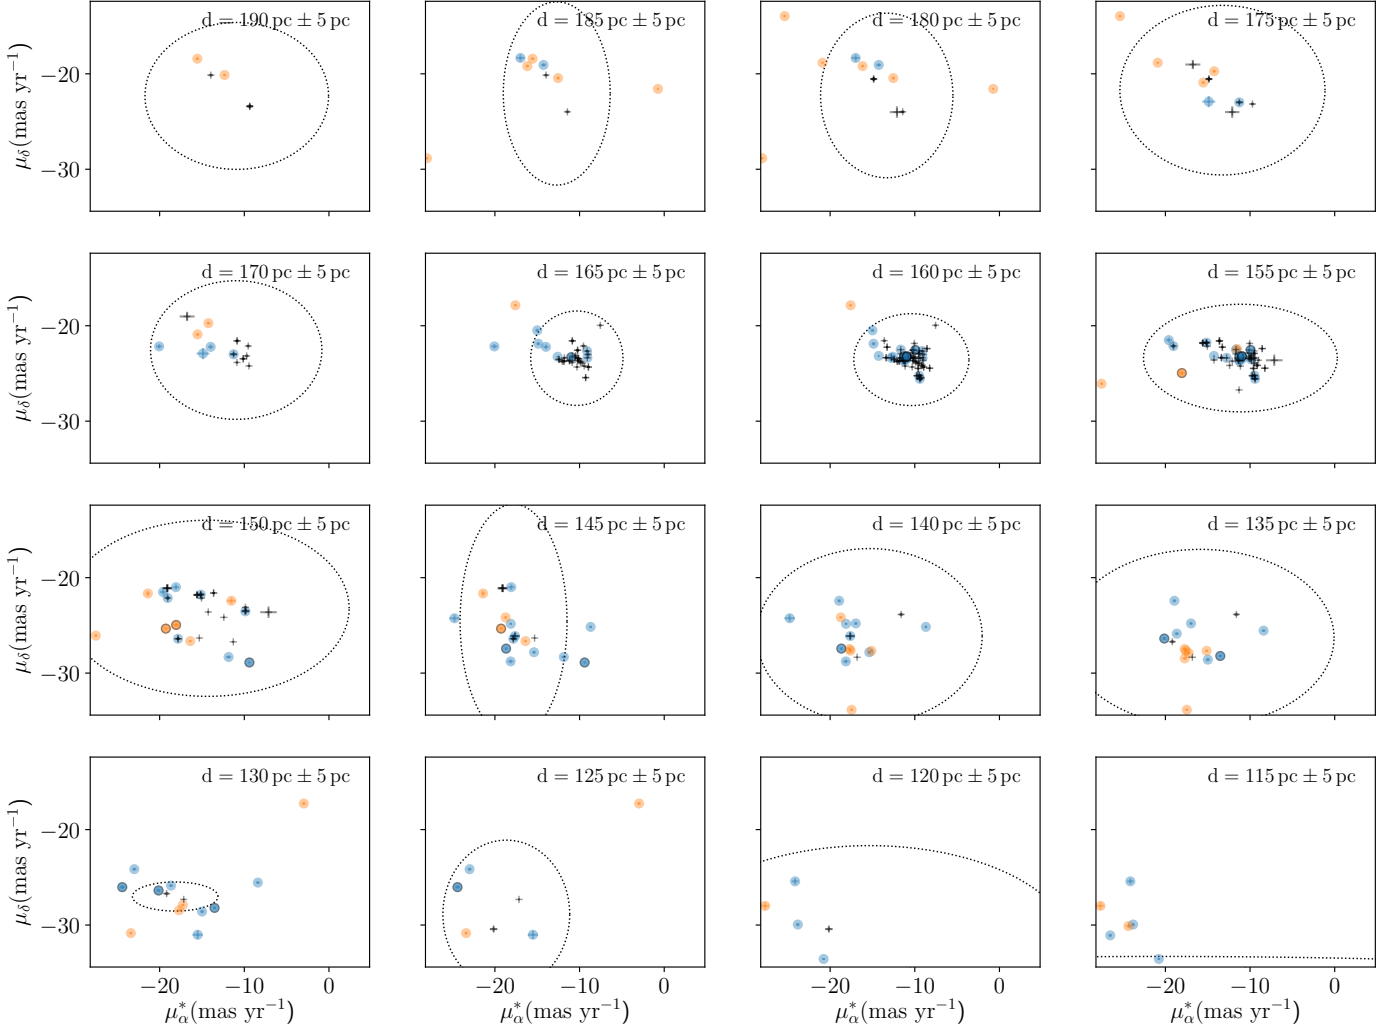 d = 190 pc ± 5 pc
d = 185 pc ± 5 pc
d = 180 pc ± 5 pc
d = 175 pc ± 5 pc
μδ(mas yr⁻¹)
−20
−30
d = 170 pc ± 5 pc
d = 165 pc ± 5 pc
d = 160 pc ± 5 pc
d = 155 pc ± 5 pc
μδ(mas yr⁻¹)
−20
−30
d = 150 pc ± 5 pc
d = 145 pc ± 5 pc
d = 140 pc ± 5 pc
d = 135 pc ± 5 pc
μδ(mas yr⁻¹)
−20
−30
d = 130 pc ± 5 pc
d = 125 pc ± 5 pc
d = 120 pc ± 5 pc
d = 115 pc ± 5 pc
μδ(mas yr⁻¹)
−20
−30
−20 −10 0
−20 −10 0
−20 −10 0
−20 −10 0
μ*α(mas yr⁻¹)
μ*α(mas yr⁻¹)
μ*α(mas yr⁻¹)
μ*α(mas yr⁻¹)